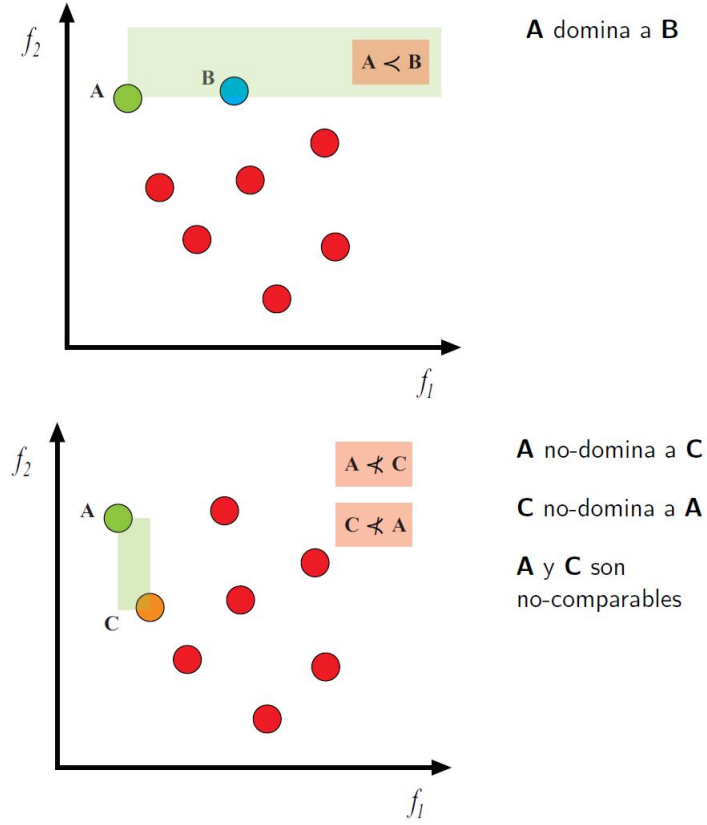 f₂
A domina a B
A ≺ B
A
B
f₁
f₂
A ⊀ C
A no-domina a C
A
C ⊀ A
C no-domina a A
A y C son
no-comparables
C
f₁